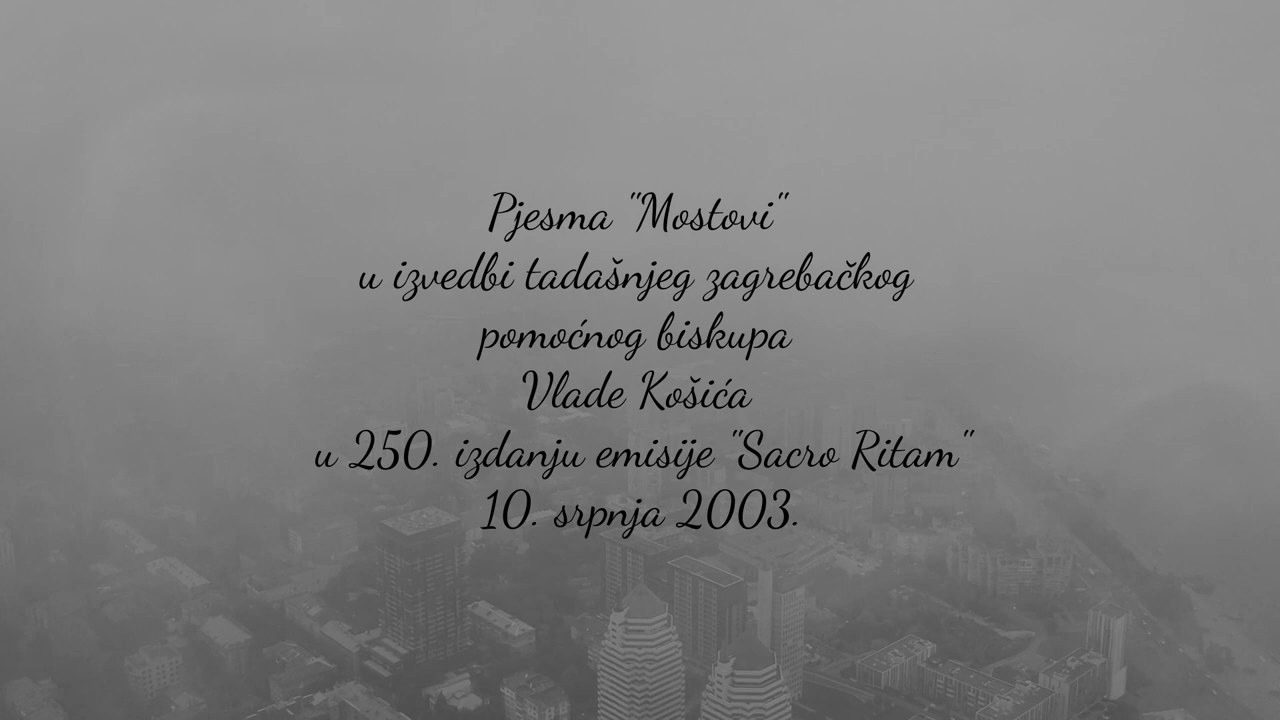 Pjesma "Mostovi"
u izvedbi tadašnjeg zagrebačkog
pomoćnog biskupa
Vlade Košića
u 250. izdanju emisije "Sacro Ritam"
10. srpnja 2003.